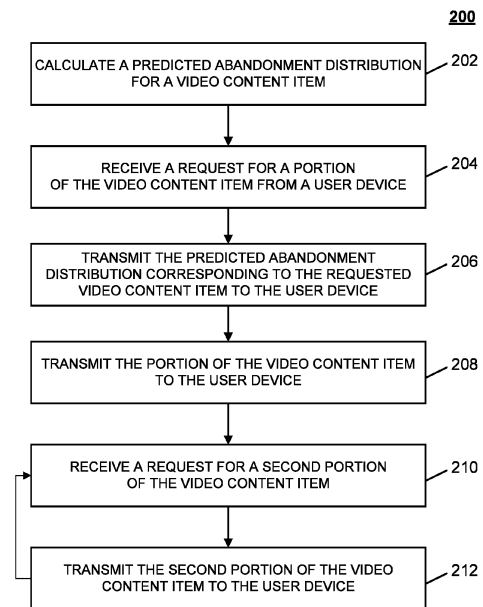 200
CALCULATE A PREDICTED ABANDONMENT DISTRIBUTION
FOR A VIDEO CONTENT ITEM
202
RECEIVE A REQUEST FOR A PORTION
OF THE VIDEO CONTENT ITEM FROM A USER DEVICE
204
TRANSMIT THE PREDICTED ABANDONMENT
DISTRIBUTION CORRESPONDING TO THE REQUESTED
VIDEO CONTENT ITEM TO THE USER DEVICE
206
TRANSMIT THE PORTION OF THE VIDEO CONTENT ITEM
TO THE USER DEVICE
208
RECEIVE A REQUEST FOR A SECOND PORTION
OF THE VIDEO CONTENT ITEM
210
TRANSMIT THE SECOND PORTION OF THE VIDEO
CONTENT ITEM TO THE USER DEVICE
212